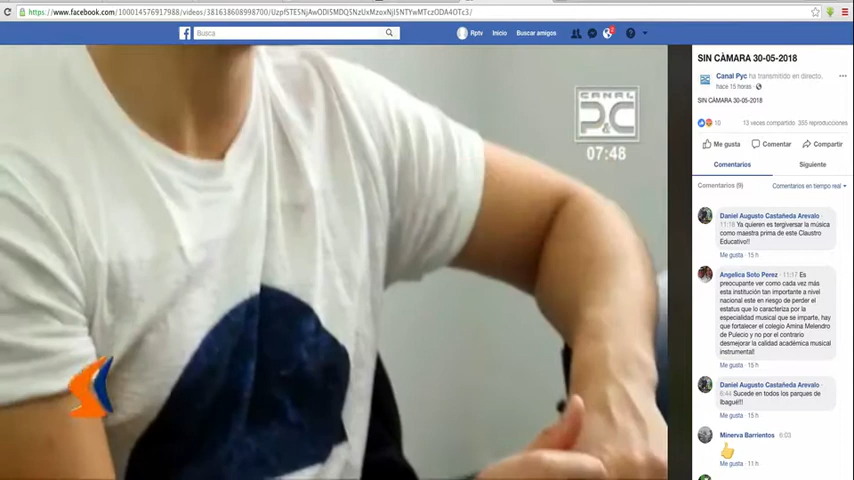 https://www.facebook.com/100014576917988/videos/381638608998700/UzpfSTE5NjAwODI5MDQ5NzUxMzoxNjI5NTYwMTczODA4OTc3/
Busca
Rptv
Inicio
Buscar amigos
SIN CÀMARA 30-05-2018
Canal Pyc ha transmitido en directo.
hace 15 horas ·
SIN CÀMARA 30-05-2018
10
13 veces compartido 355 reproducciones
Me gusta
Comentar
Compartir
Comentarios
Siguiente
Comentarios (9)
Comentarios en tiempo real
Daniel Augusto Castañeda Arevalo ·
11:18 Ya quieren es tergiversar la música
como maestra prima de este Claustro
Educativo!!
Me gusta · 15 h
Angelica Soto Perez · 11:17 Es
preocupante ver como cada vez más
esta institución tan importante a nivel
nacional este en riesgo de perder el
estatus que lo caracteriza por la
especialidad musical que se imparte, hay
que fortalecer el colegio Amina Melendro
de Pulecio y no por el contrario
desmejorar la calidad académica musical
instrumental!
Me gusta · 15 h
Daniel Augusto Castañeda Arevalo ·
6:44 Sucede en todos los parques de
Ibagué!!!
Me gusta · 15 h
Minerva Barrientos · 6:03
Me gusta · 11 h
CANAL
P&C
07:48